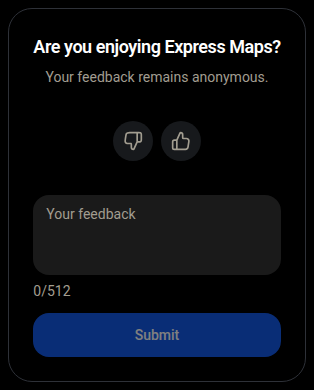 Are you enjoying Express Maps?
Your feedback remains anonymous.
Your feedback
0/512
Submit